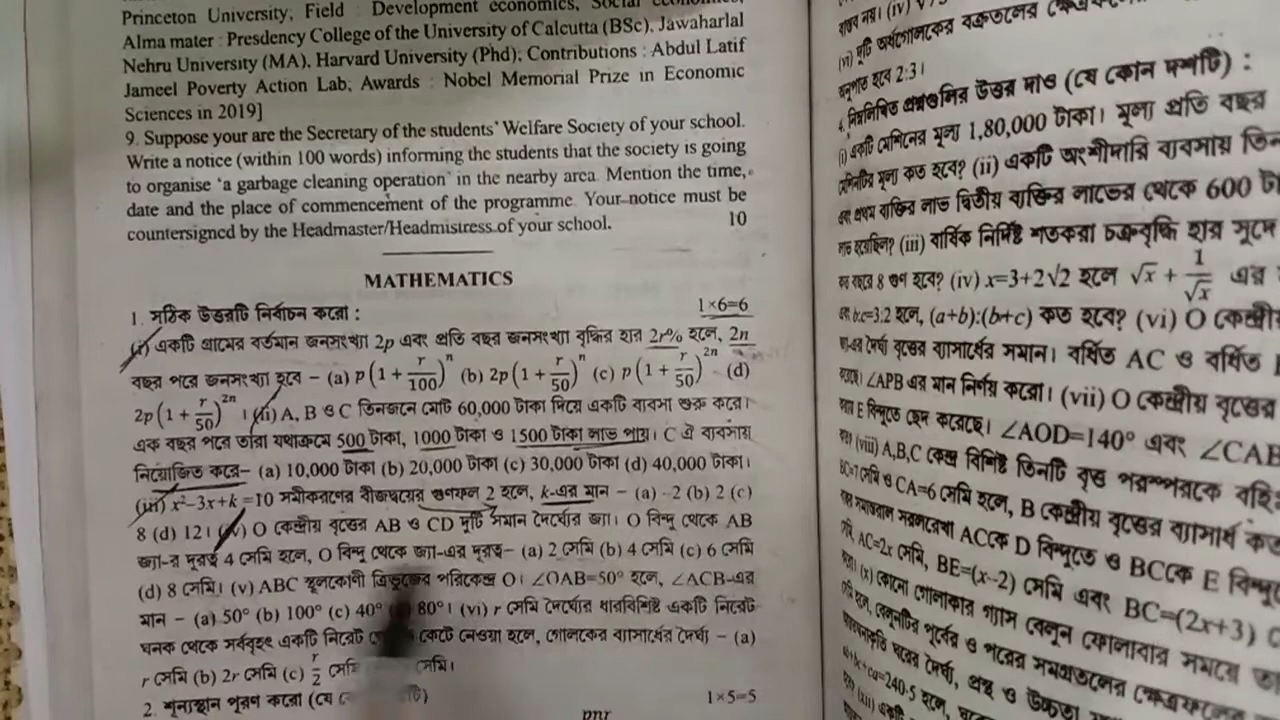 Princeton University; Field : Development economics, Social economics,
Alma mater : Presdency College of the University of Calcutta (BSc), Jawaharlal
Nehru University (MA), Harvard University (Phd); Contributions : Abdul Latif
Jameel Poverty Action Lab; Awards : Nobel Memorial Prize in Economic
Sciences in 2019]
9. Suppose your are the Secretary of the students' Welfare Society of your school.
Write a notice (within 100 words) informing the students that the society is going
to organise 'a garbage cleaning operation' in the nearby area. Mention the time,
date and the place of commencement of the programme. Your notice must be
countersigned by the Headmaster/Headmistress of your school. 10
MATHEMATICS
1. সঠিক উত্তরটি নির্বাচন করো : 1×6=6
(i) একটি গ্রামের বর্তমান জনসংখ্যা 2p এবং প্রতি বছর জনসংখ্যা বৃদ্ধির হার 2r% হলে, 2n
বছর পরে জনসংখ্যা হবে – (a) p(1 + r/100)^n (b) 2p(1 + r/50)^n (c) p(1 + r/50)^2n (d)
2p(1 + r/50)^2n । (ii) A, B ও C তিনজনে মোট 60,000 টাকা দিয়ে একটি ব্যবসা শুরু করে।
এক বছর পরে তারা যথাক্রমে 500 টাকা, 1000 টাকা ও 1500 টাকা লাভ পায়। C ঐ ব্যবসায়
নিয়োজিত করে– (a) 10,000 টাকা (b) 20,000 টাকা (c) 30,000 টাকা (d) 40,000 টাকা।
(iii) x²–3x+k=10 সমীকরণের বীজদ্বয়ের গুণফল 2 হলে, k-এর মান – (a) –2 (b) 2 (c)
8 (d) 12। (iv) O কেন্দ্রীয় বৃত্তের AB ও CD দুটি সমান দৈর্ঘ্যের জ্যা। O বিন্দু থেকে AB
জ্যা-র দূরত্ব 4 সেমি হলে, O বিন্দু থেকে জ্যা-এর দূরত্ব– (a) 2 সেমি (b) 4 সেমি (c) 6 সেমি
(d) 8 সেমি। (v) ABC স্থূলকোণী ত্রিভুজের পরিকেন্দ্র O। ∠OAB=50° হলে, ∠ACB-এর
মান – (a) 50° (b) 100° (c) 40° 80°। (vi) r সেমি দৈর্ঘ্যের ধারবিশিষ্ট একটি নিরেট
ঘনক থেকে সর্ববৃহৎ একটি নিরেট কেটে নেওয়া হলে, গোলকের ব্যাসার্ধের দৈর্ঘ্য – (a)
r সেমি (b) 2r সেমি (c) r/2 সেমি সেমি।
2. শূন্যস্থান পূরণ করো (যে 1×5=5
(vi) দুটি অর্ধগোলকের বক্রতলের
অনুপাত হবে 2:3।
4. নিম্নলিখিত প্রশ্নগুলির উত্তর দাও (যে কোন দশটি) :
(i) একটি মেশিনের মূল্য 1,80,000 টাকা। মূল্য প্রতি বছর
মেশিনটির মূল্য কত হবে? (ii) একটি অংশীদারি ব্যবসায়
এবং প্রথম ব্যক্তির লাভ দ্বিতীয় ব্যক্তির লাভের থেকে 600
লাভ হয়েছিল? (iii) বার্ষিক নির্দিষ্ট শতকরা চক্রবৃদ্ধি হার সুদে
বছরে 8 গুণ হবে? (iv) x=3+2√2 হলে √x + 1/√x এর
b:c=3:2 হলে, (a+b):(b+c) কত হবে? (vi) O কেন্দ্রীয়
দৈর্ঘ্য বৃত্তের ব্যাসার্ধের সমান। বর্ধিত AC ও বর্ধিত
∠APB এর মান নির্ণয় করো। (vii) O কেন্দ্রীয় বৃত্তের
E বিন্দুতে ছেদ করেছে। ∠AOD=140° এবং ∠CAB
(viii) A,B,C কেন্দ্র বিশিষ্ট তিনটি বৃত্ত পরস্পরকে
BC=7 সেমি ও CA=6 সেমি হলে, B কেন্দ্রীয় বৃত্তের ব্যাসার্ধ
সমান্তরাল সরলরেখা ACকে D বিন্দুতে ও BCকে E
AC=2x সেমি, BE=(x–2) সেমি এবং BC=(2x+3)
(x) কোনো গোলাকার গ্যাস বেলুন ফোলাবার সময়ে
বেলুনটির পূর্বের ও পরের সমগ্রতলের
ঘরের দৈর্ঘ্য, প্রস্থ ও উচ্চতা